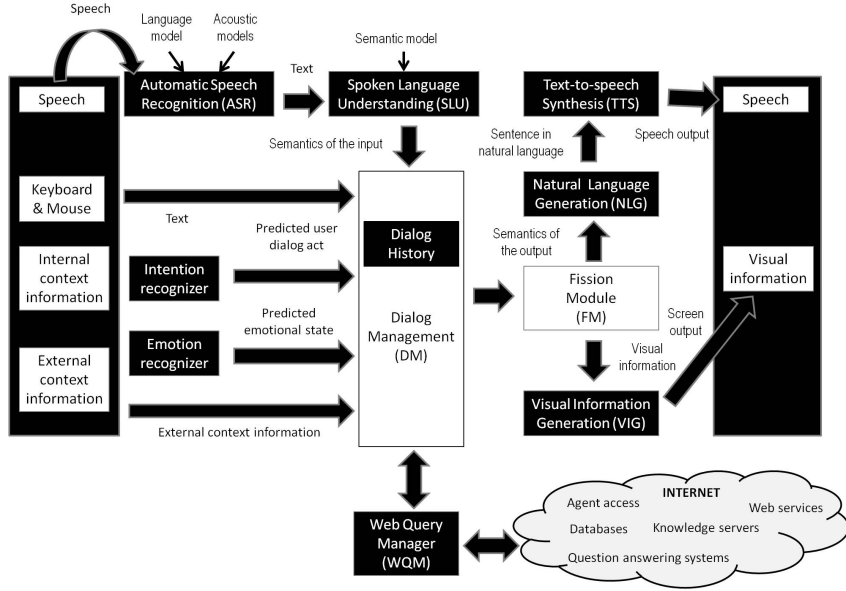 Speech
Language
model
Acoustic
models
Semantic model
Speech
Automatic Speech
Recognition (ASR)
Text
Spoken Language
Understanding (SLU)
Text-to-speech
Synthesis (TTS)
Speech
Semantics of the input
Sentence in
natural language
Speech output
Keyboard
& Mouse
Text
Natural Language
Generation (NLG)
Internal
context
information
Intention
recognizer
Predicted user
dialog act
Dialog
History
Semantics of
the output
Visual
information
Fission
Module
(FM)
Emotion
recognizer
Predicted
emotional state
Dialog
Management
(DM)
Screen
output
Visual
information
External
context
information
External context information
Visual Information
Generation (VIG)
Web Query
Manager
(WQM)
INTERNET
Agent access
Web services
Databases
Knowledge servers
Question answering systems